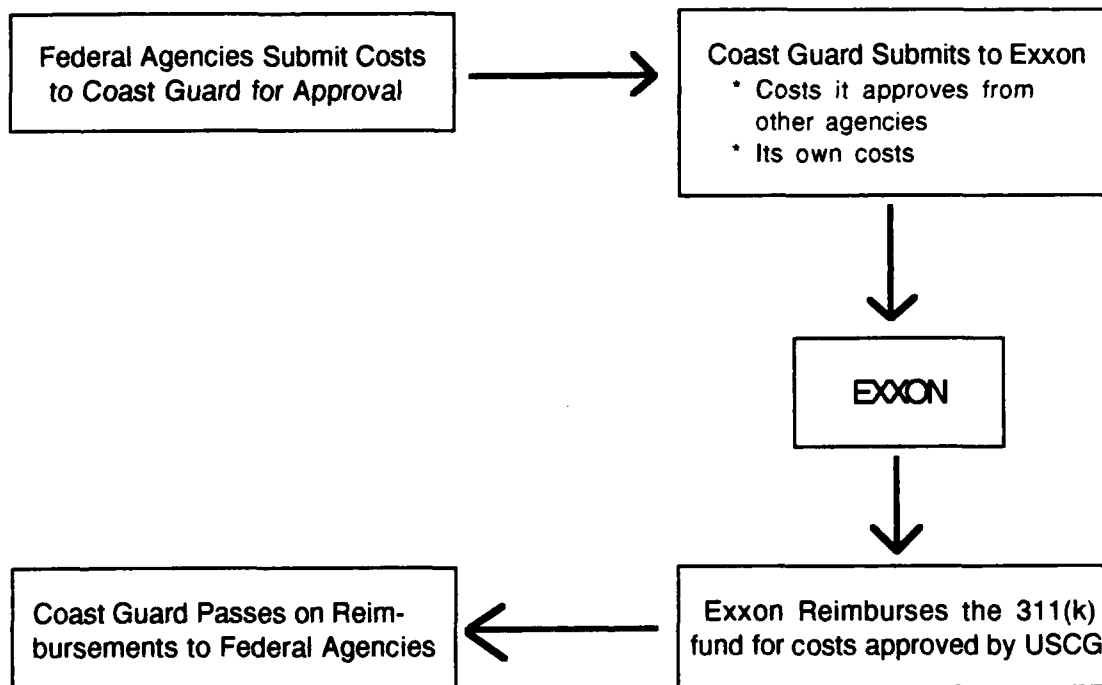 Federal Agencies Submit Costs
to Coast Guard for Approval
Coast Guard Submits to Exxon
* Costs it approves from
other agencies
* Its own costs
EXXON
Exxon Reimburses the 311(k)
fund for costs approved by USCG
Coast Guard Passes on Reim-
bursements to Federal Agencies